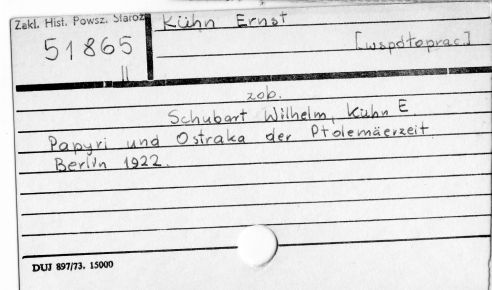 Zakl. Hist. Powsz. Staroż
Kühn Ernst
51865
II
[współoprac.]
zob.
Schubart Wilhelm, Kühn E
Papyri und Ostraka der Ptolemäerzeit.
Berlin 1922.
DUJ 897/73. 15000